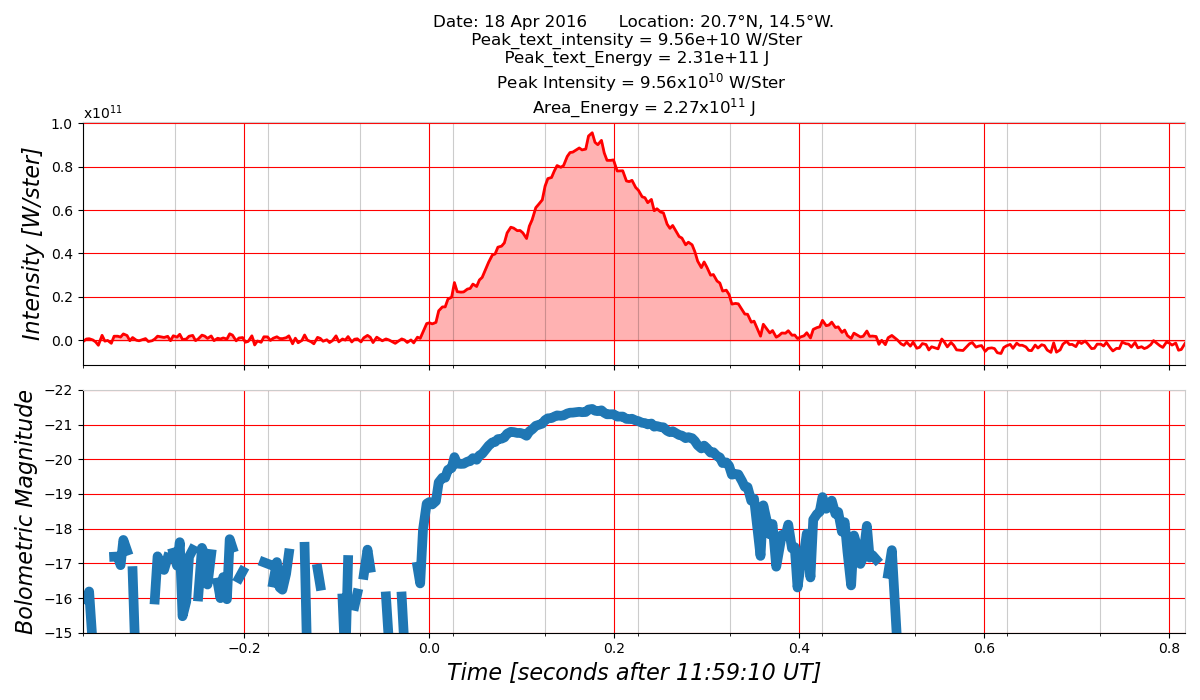 Date: 18 Apr 2016      Location: 20.7°N, 14.5°W.
Peak_text_intensity = 9.56e+10 W/Ster
Peak_text_Energy = 2.31e+11 J
Peak Intensity = 9.56x10¹⁰ W/Ster
Area_Energy = 2.27x10¹¹ J
x10¹¹
1.0
0.8
0.6
0.4
0.2
0.0
Intensity [W/ster]
−22
−21
−20
−19
−18
−17
−16
−15
Bolometric Magnitude
−0.2 0.0 0.2 0.4 0.6 0.8
Time [seconds after 11:59:10 UT]